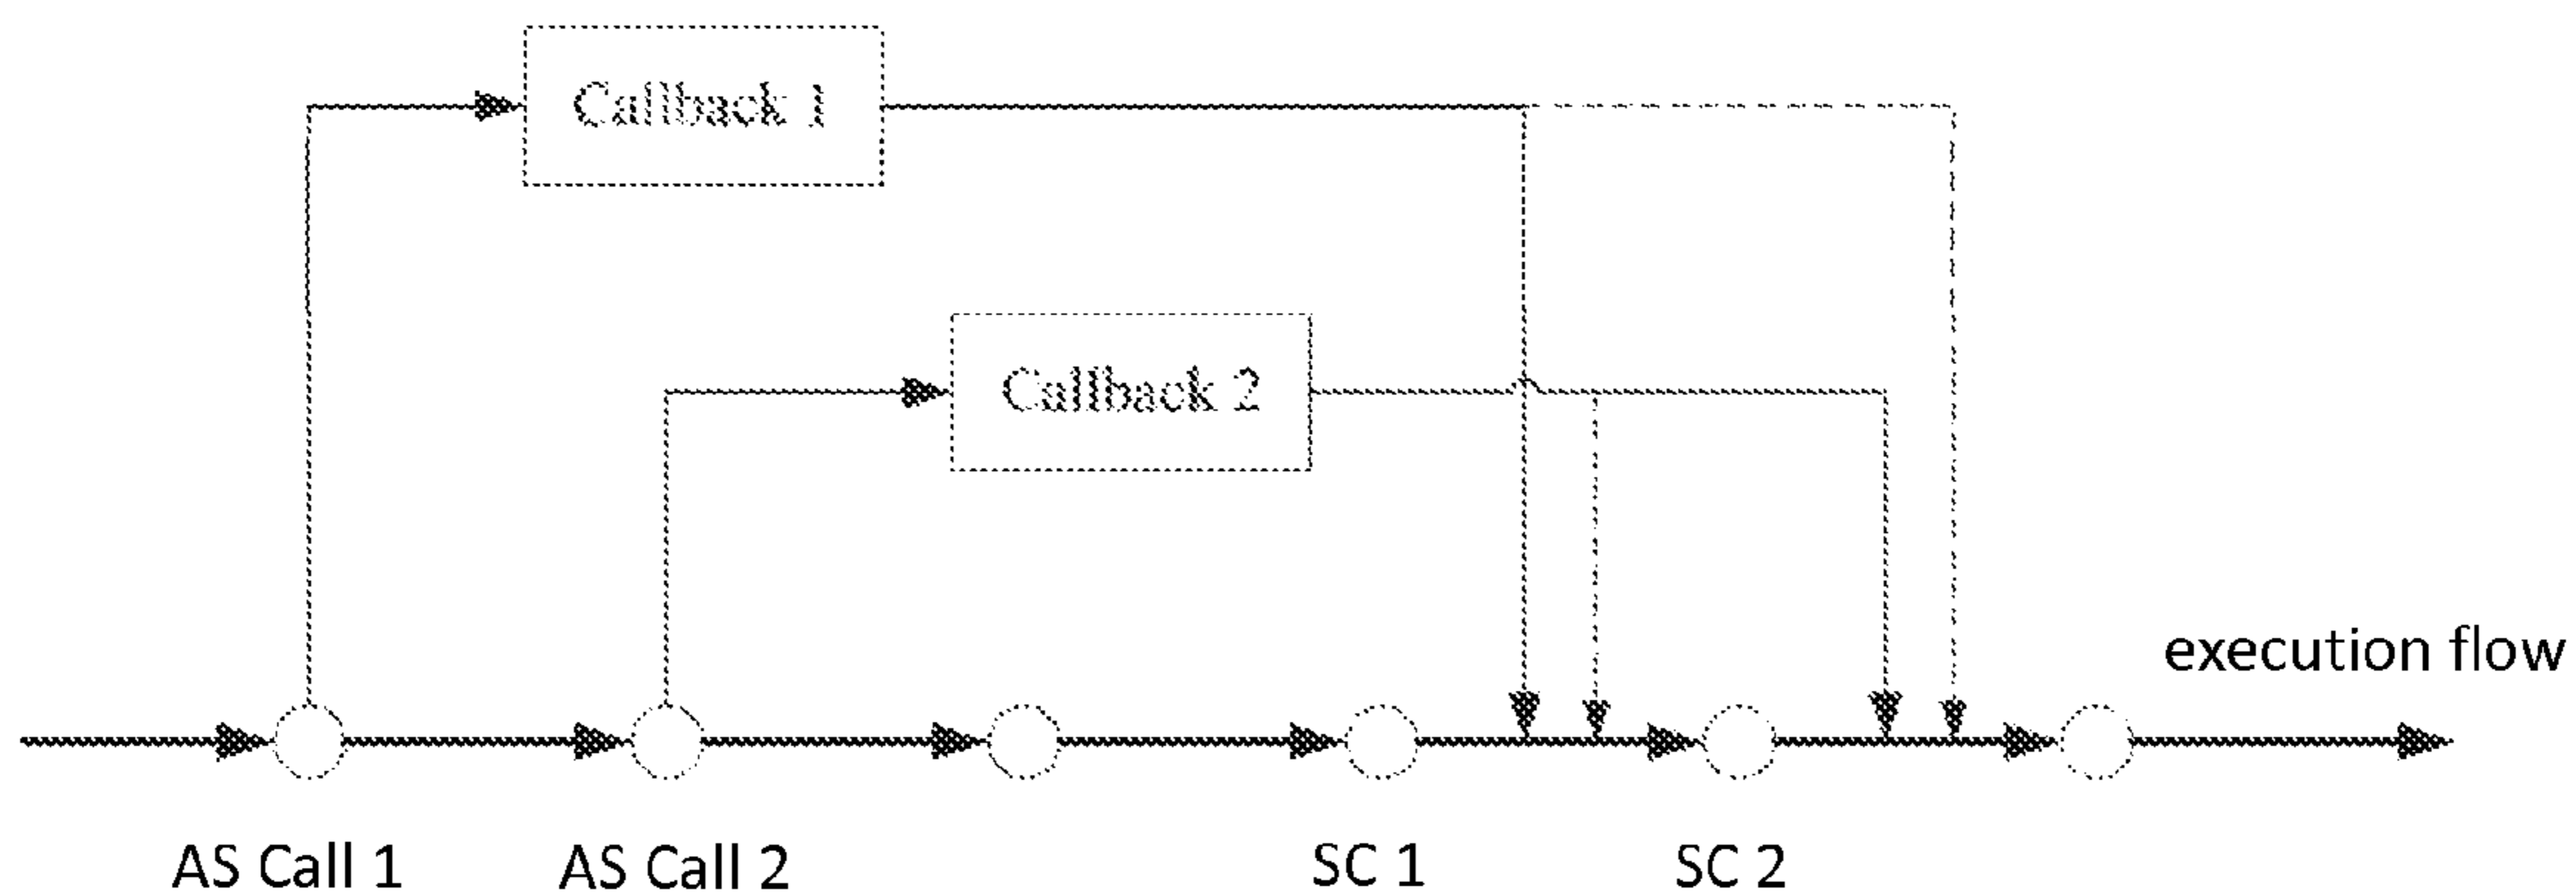 Callback 1
Callback 2
execution flow
AS Call 1
AS Call 2
SC 1
SC 2